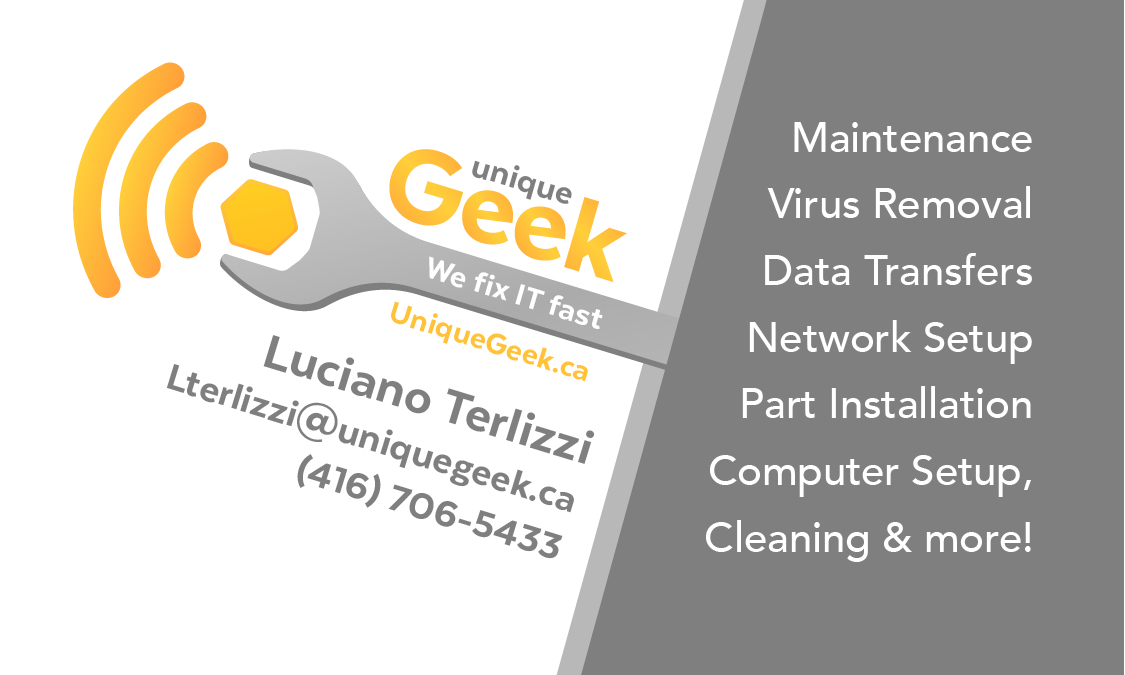 unique
Geek
We fix IT fast
UniqueGeek.ca
Luciano Terlizzi
Lterlizzi@uniquegeek.ca
(416) 706-5433
Maintenance
Virus Removal
Data Transfers
Network Setup
Part Installation
Computer Setup,
Cleaning & more!